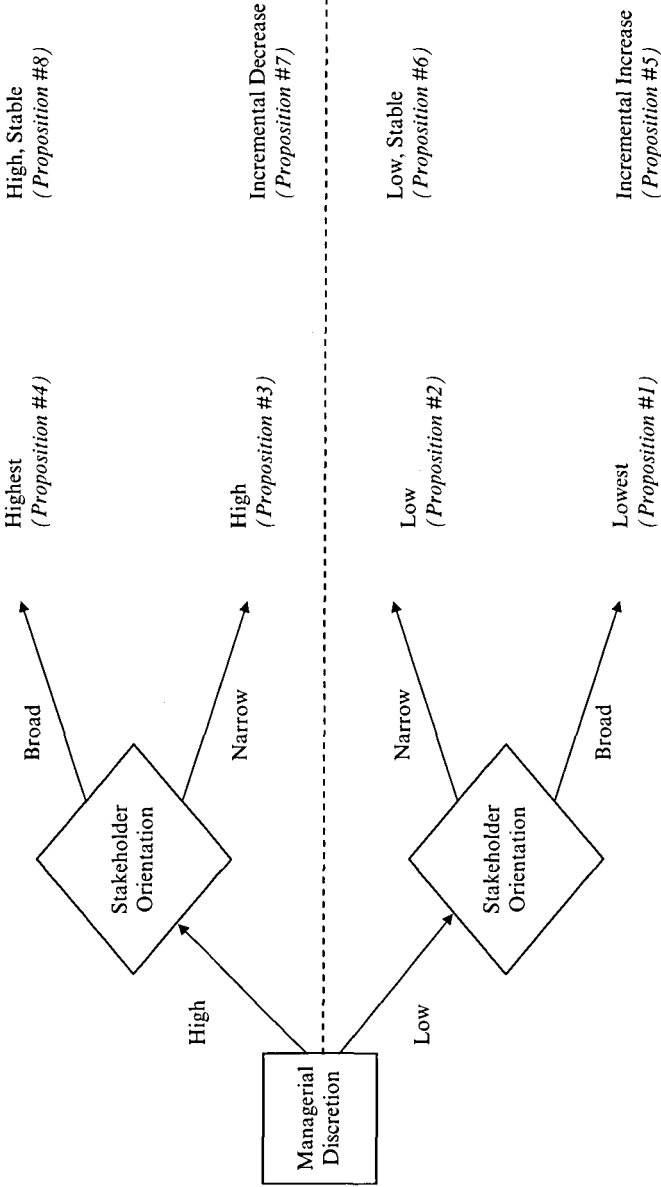 Managerial
Discretion
High
Low
Stakeholder
Orientation
Broad
Narrow
Stakeholder
Orientation
Narrow
Broad
Highest
(Proposition #4)
High
(Proposition #3)
Low
(Proposition #2)
Lowest
(Proposition #1)
High, Stable
(Proposition #8)
Incremental Decrease
(Proposition #7)
Low, Stable
(Proposition #6)
Incremental Increase
(Proposition #5)